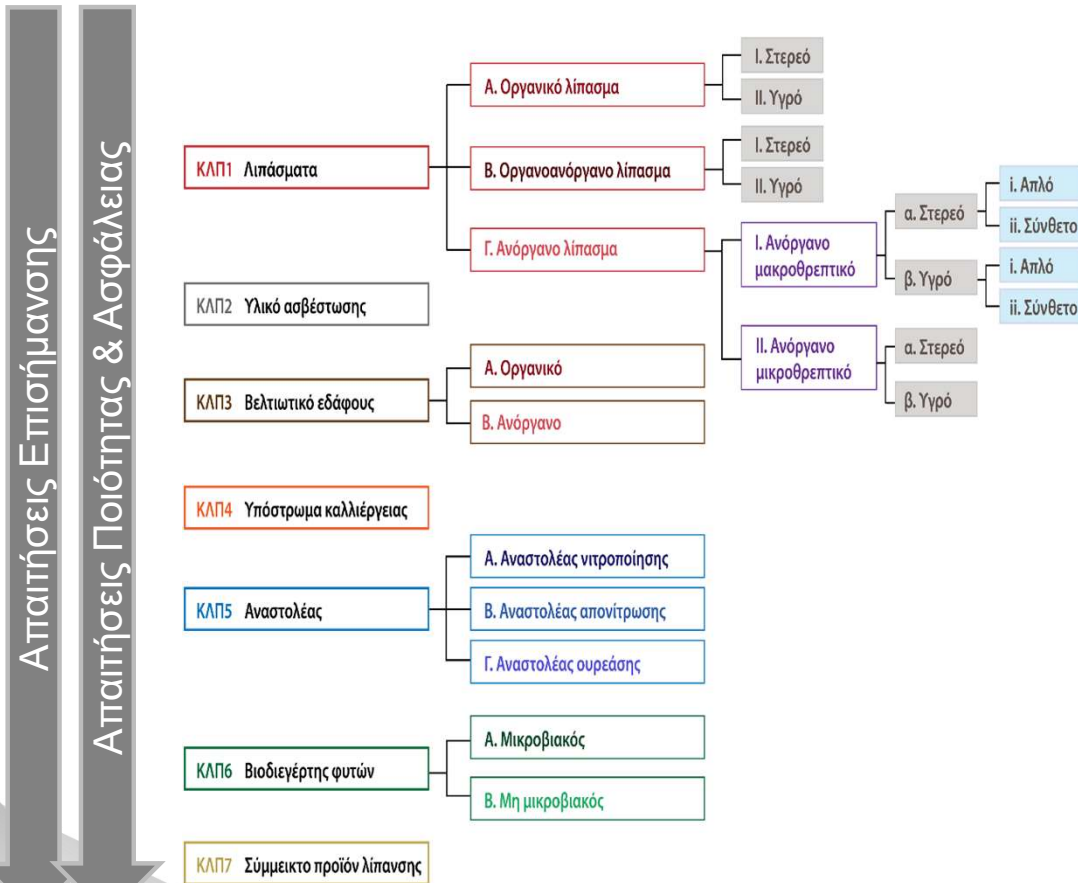 Απαιτήσεις Επισήμανσης
Απαιτήσεις Ποιότητας & Ασφάλειας
ΚΛΠ1 Λιπάσματα
Α. Οργανικό λίπασμα
Ι. Στερεό
ΙΙ. Υγρό
Β. Οργανοανόργανο λίπασμα
Ι. Στερεό
ΙΙ. Υγρό
Γ. Ανόργανο λίπασμα
Ι. Ανόργανο
μακροθρεπτικό
α. Στερεό
i. Απλό
ii. Σύνθετο
β. Υγρό
i. Απλό
ii. Σύνθετο
ΙΙ. Ανόργανο
μικροθρεπτικό
α. Στερεό
β. Υγρό
ΚΛΠ2 Υλικό ασβέστωσης
ΚΛΠ3 Βελτιωτικό εδάφους
Α. Οργανικό
Β. Ανόργανο
ΚΛΠ4 Υπόστρωμα καλλιέργειας
ΚΛΠ5 Αναστολέας
Α. Αναστολέας νιτροποίησης
Β. Αναστολέας απονίτρωσης
Γ. Αναστολέας ουρεάσης
ΚΛΠ6 Βιοδιεγέρτης φυτών
Α. Μικροβιακός
Β. Μη μικροβιακός
ΚΛΠ7 Σύμμεικτο προϊόν λίπανσης